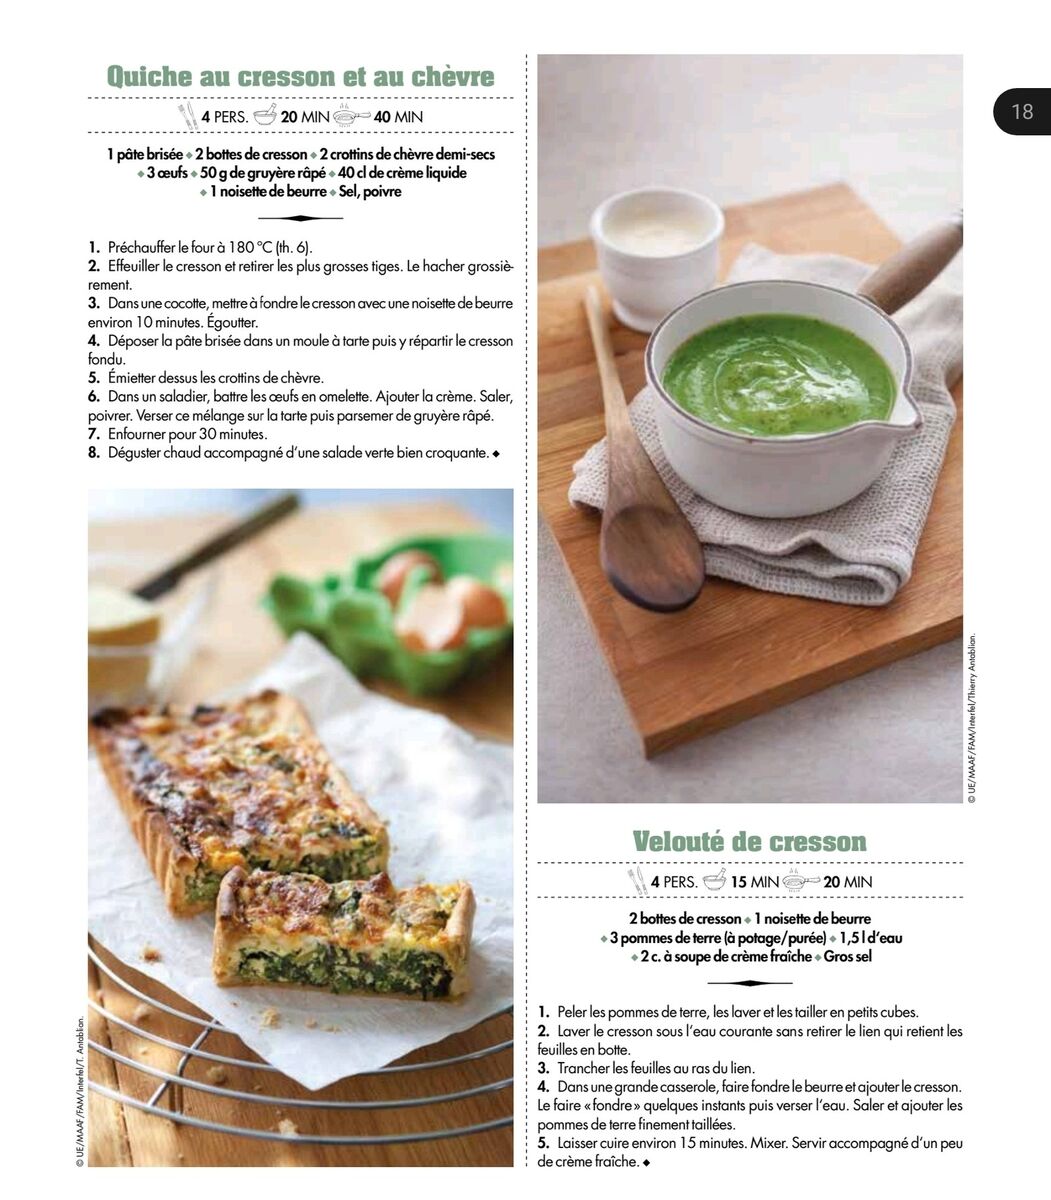 Quiche au cresson et au chèvre
4 PERS. 20 MIN 40 MIN
1 pâte brisée ◆ 2 bottes de cresson ◆ 2 crottins de chèvre demi-secs
◆ 3 œufs ◆ 50 g de gruyère râpé ◆ 40 cl de crème liquide
◆ 1 noisette de beurre ◆ Sel, poivre
1. Préchauffer le four à 180 °C (th. 6).
2. Effeuiller le cresson et retirer les plus grosses tiges. Le hacher grossiè-
rement.
3. Dans une cocotte, mettre à fondre le cresson avec une noisette de beurre
environ 10 minutes. Égoutter.
4. Déposer la pâte brisée dans un moule à tarte puis y répartir le cresson
fondu.
5. Émietter dessus les crottins de chèvre.
6. Dans un saladier, battre les œufs en omelette. Ajouter la crème. Saler,
poivrer. Verser ce mélange sur la tarte puis parsemer de gruyère râpé.
7. Enfourner pour 30 minutes.
8. Déguster chaud accompagné d'une salade verte bien croquante. ◆
© UE/MAAF/FAM/Interfel/T. Antablian.
18
© UE/MAAF/FAM/Interfel/Thierry Antablian.
Velouté de cresson
4 PERS. 15 MIN 20 MIN
2 bottes de cresson ◆ 1 noisette de beurre
◆ 3 pommes de terre (à potage/purée) ◆ 1,5 l d'eau
◆ 2 c. à soupe de crème fraîche ◆ Gros sel
1. Peler les pommes de terre, les laver et les tailler en petits cubes.
2. Laver le cresson sous l'eau courante sans retirer le lien qui retient les
feuilles en botte.
3. Trancher les feuilles au ras du lien.
4. Dans une grande casserole, faire fondre le beurre et ajouter le cresson.
Le faire « fondre » quelques instants puis verser l'eau. Saler et ajouter les
pommes de terre finement taillées.
5. Laisser cuire environ 15 minutes. Mixer. Servir accompagné d'un peu
de crème fraîche. ◆